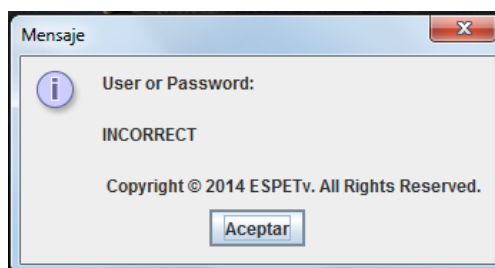 Mensaje
User or Password:
INCORRECT
Copyright © 2014 ESPETv. All Rights Reserved.
Aceptar